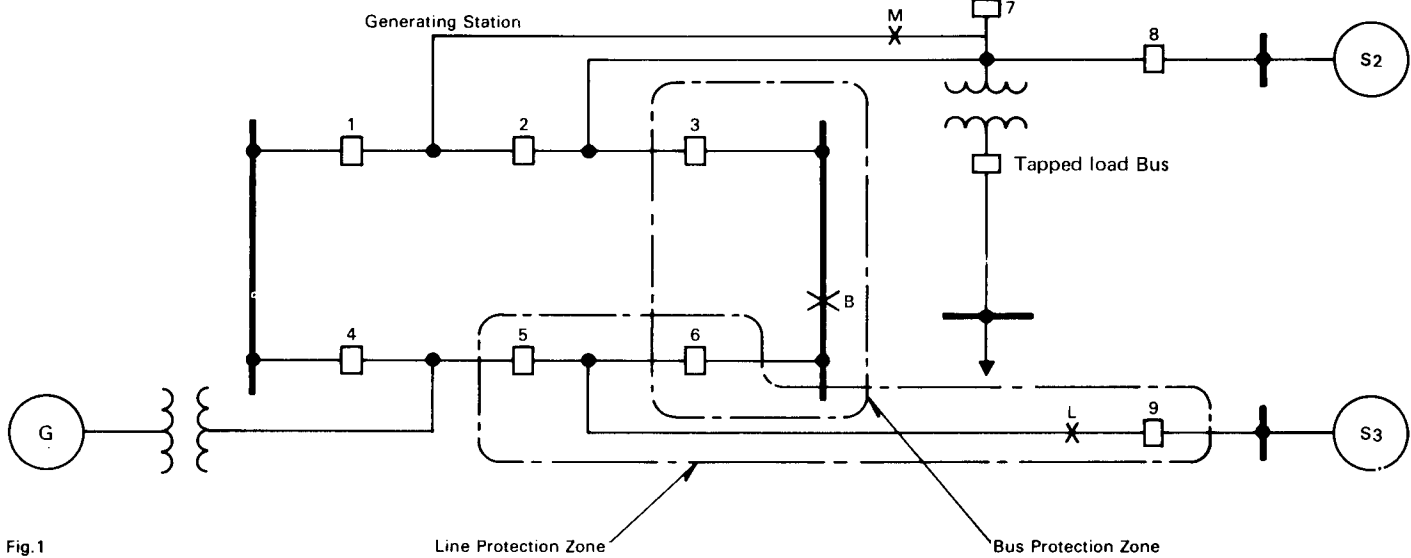 Generating Station
M
7
8
S2
1
2
3
Tapped load Bus
B
4
5
6
G
L
9
S3
Fig.1
Line Protection Zone
Bus Protection Zone